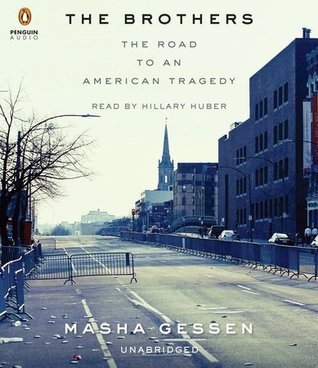 THE BROTHERS
PENGUIN
AUDIO
THE ROAD
TO AN
AMERICAN TRAGEDY
READ BY HILLARY HUBER
MASHA GESSEN
UNABRIDGED